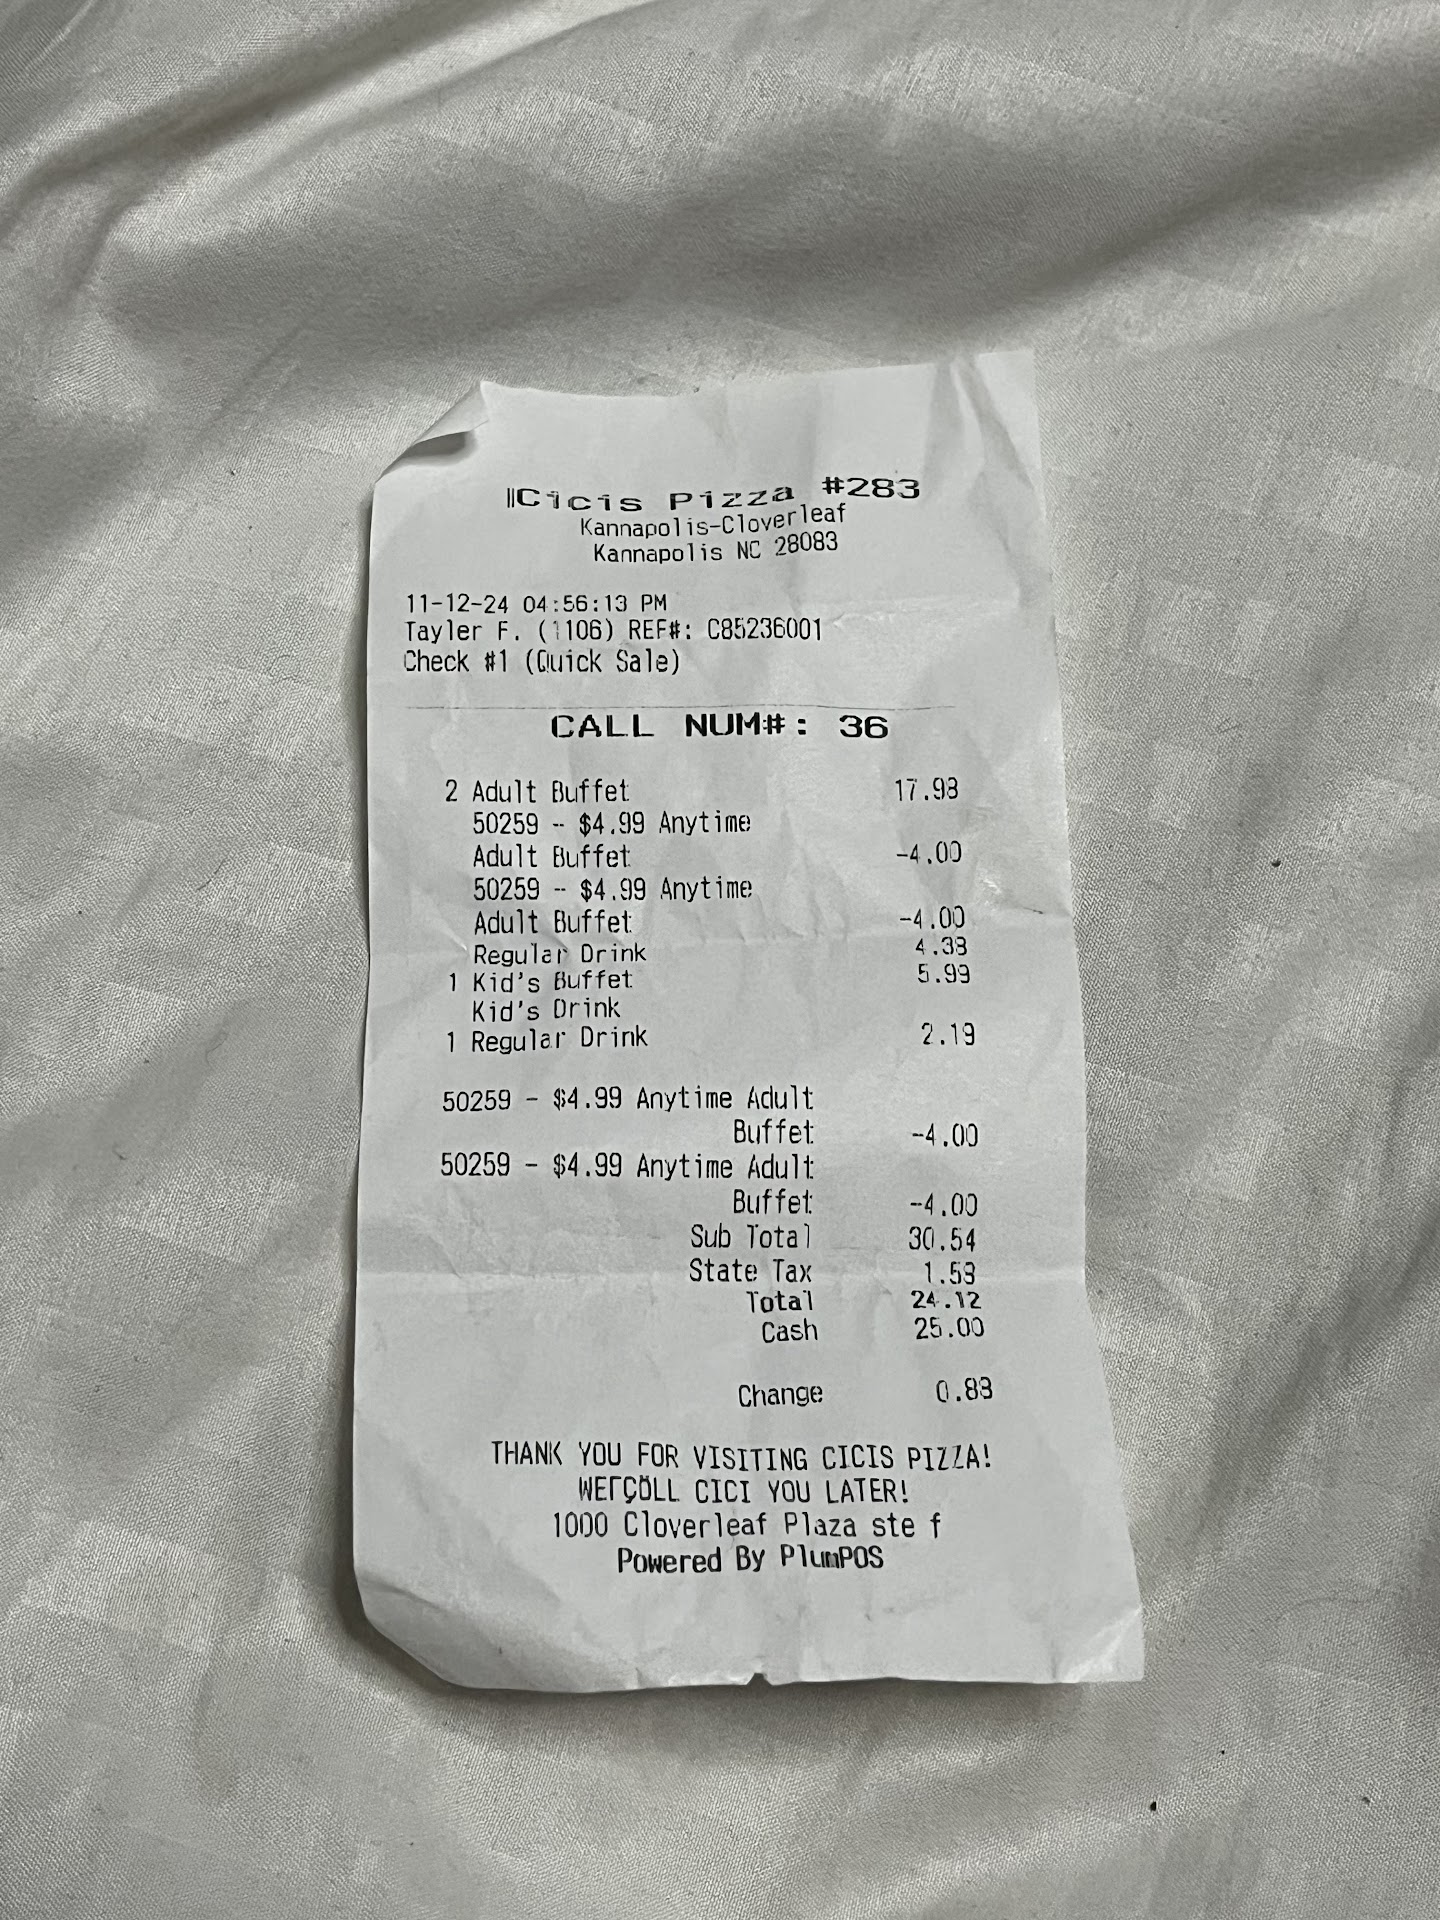 Cicis Pizza #283
Kannapolis-Cloverleaf
Kannapolis NC 28083
11-12-24 04:56:13 PM
Tayler F. (1106) REF#: C85236001
Check #1 (Quick Sale)
CALL NUM#: 36
2 Adult Buffet 17.98
50259 - $4.99 Anytime
Adult Buffet -4.00
50259 - $4.99 Anytime
Adult Buffet -4.00
Regular Drink 4.38
1 Kid's Buffet 5.99
Kid's Drink
1 Regular Drink 2.19
50259 - $4.99 Anytime Adult
Buffet -4.00
50259 - $4.99 Anytime Adult
Buffet -4.00
Sub Total 30.54
State Tax 1.58
Total 24.12
Cash 25.00
Change 0.88
THANK YOU FOR VISITING CICIS PIZZA!
CICI YOU LATER!
1000 Cloverleaf Plaza ste f
Powered By PlumPOS